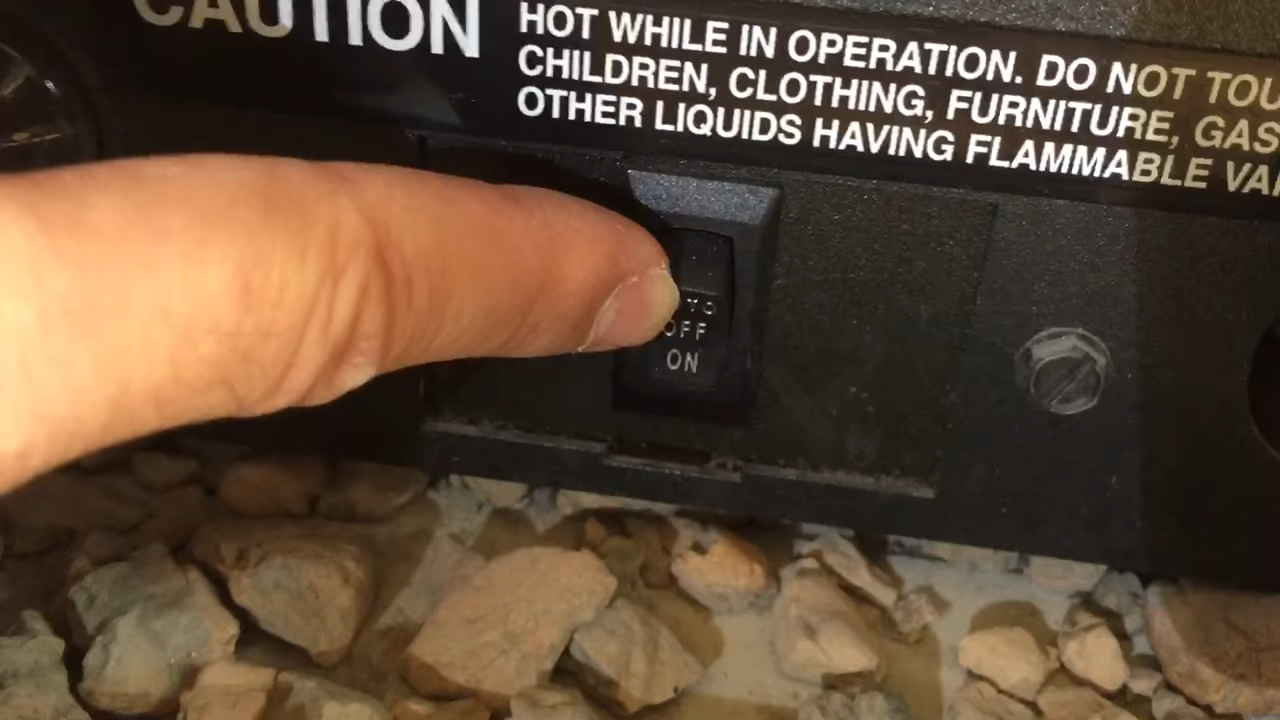 CAUTION
HOT WHILE IN OPERATION. DO NOT TOU
CHILDREN, CLOTHING, FURNITURE, GAS
OTHER LIQUIDS HAVING FLAMMABLE VA
OFF
ON